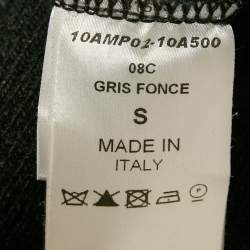 10AMP02-10A500
08C
GRIS FONCE
S
MADE IN
ITALY